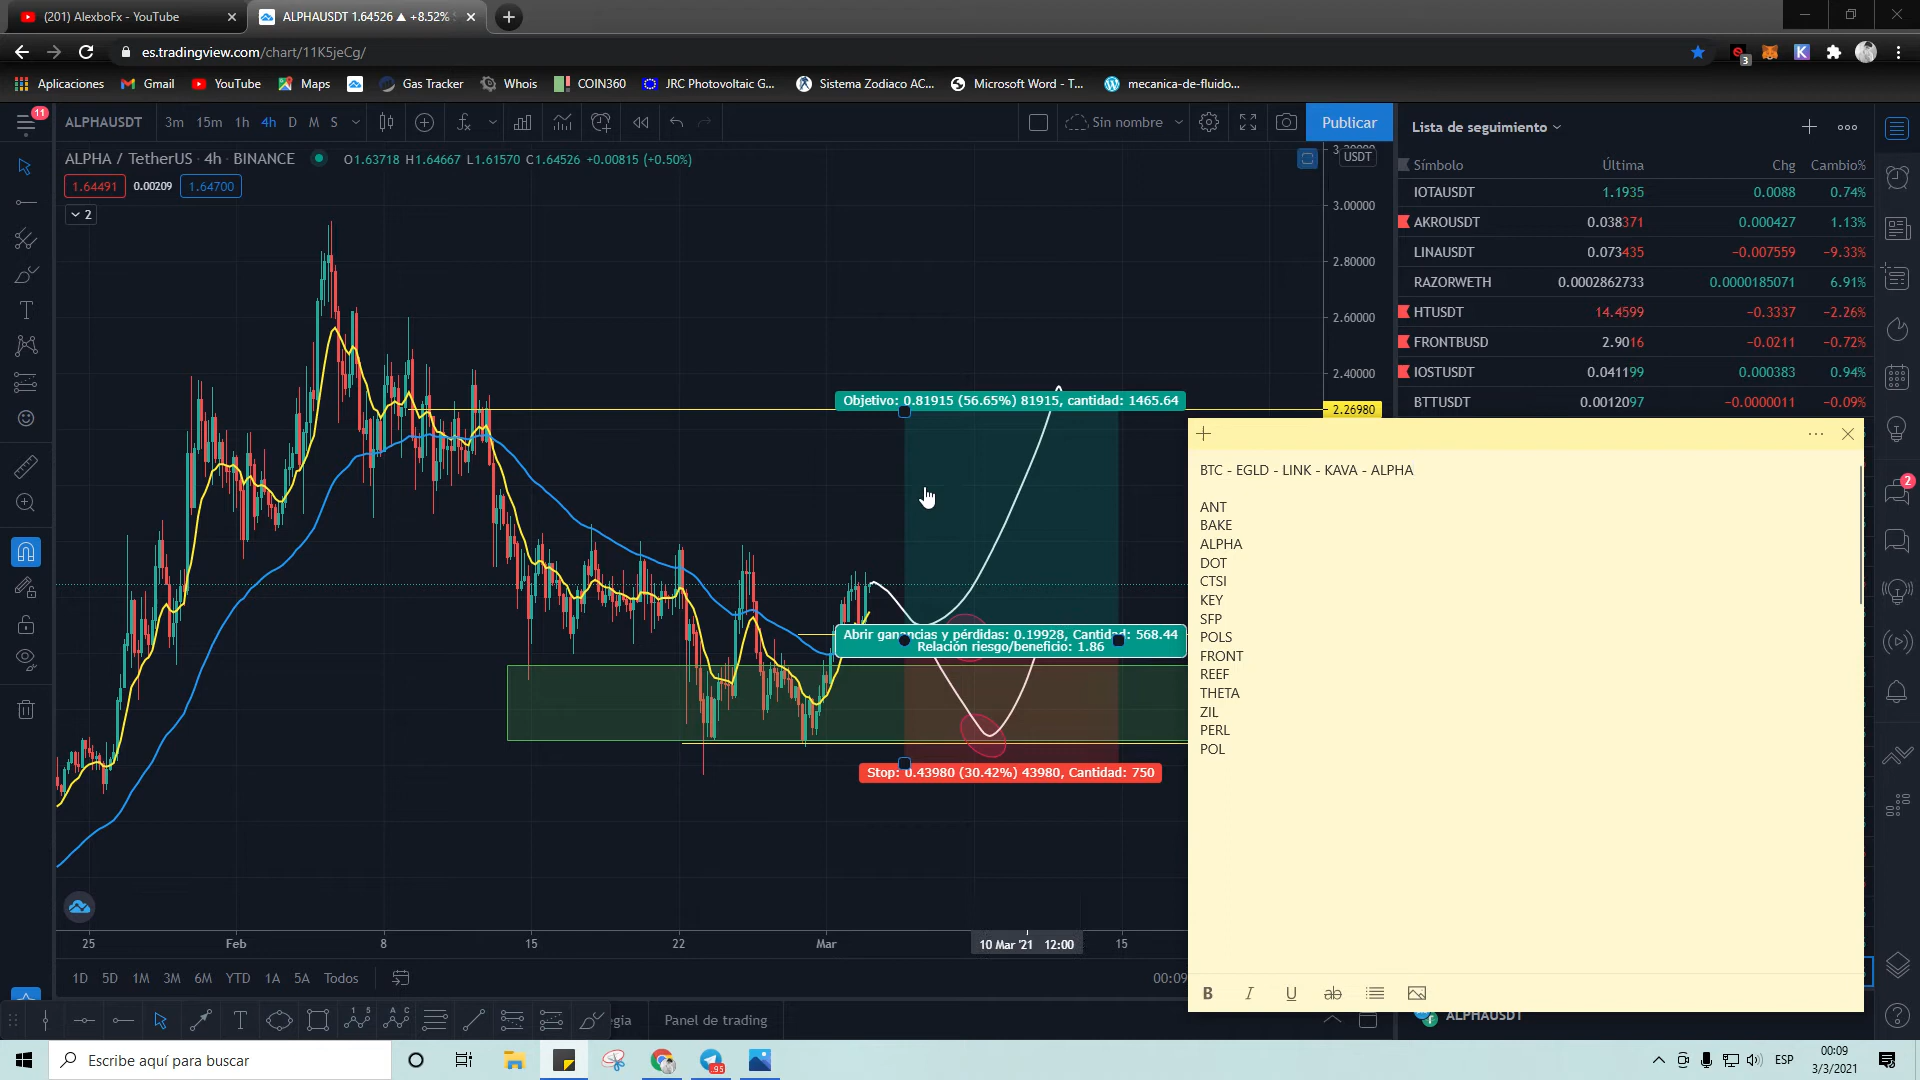 (201) AlexboFx - YouTube
ALPHAUSDT 1.64526 ▲ +8.52%
es.tradingview.com/chart/11K5jeCg/
3
Aplicaciones
Gmail
YouTube
Maps
Gas Tracker
Whois
COIN360
JRC Photovoltaic G...
Sistema Zodiaco AC...
Microsoft Word - T...
mecanica-de-fluido...
11
ALPHAUSDT
3m
15m
1h
4h
D
M
S
Sin nombre
Publicar
ALPHA / TetherUS · 4h · BINANCE
O1.63718 H1.64667 L1.61570 C1.64526 +0.00815 (+0.50%)
1.64491
0.00209
1.64700
2
USDT
3.00000
2.80000
2.60000
2.40000
2.26980
Objetivo: 0.81915 (56.65%) 81915, cantidad: 1465.64
Abrir ganancias y pérdidas: 0.19928, Cantidad: 568.44
Relación riesgo/beneficio: 1.86
Stop: 0.43980 (30.42%) 43980, Cantidad: 750
25
Feb
8
15
22
Mar
10 Mar '21 12:00
15
1D
5D
1M
3M
6M
YTD
1A
5A
Todos
00:09
egia
Panel de trading
Lista de seguimiento
Símbolo Última Chg Cambio%
IOTAUSDT 1.1935 0.0088 0.74%
AKROUSDT 0.038371 0.000427 1.13%
LINAUSDT 0.073435 −0.007559 −9.33%
RAZORWETH 0.0002862733 0.0000185071 6.91%
HTUSDT 14.4599 −0.3337 −2.26%
FRONTBUSD 2.9016 −0.0211 −0.72%
IOSTUSDT 0.041199 0.000383 0.94%
BTTUSDT 0.0012097 −0.0000011 −0.09%
2
BTC - EGLD - LINK - KAVA - ALPHA
ANT
BAKE
ALPHA
DOT
CTSI
KEY
SFP
POLS
FRONT
REEF
THETA
ZIL
PERL
POL
B I U ab
ALPHAUSDT
Escribe aquí para buscar
95
ESP
00:09
3/3/2021